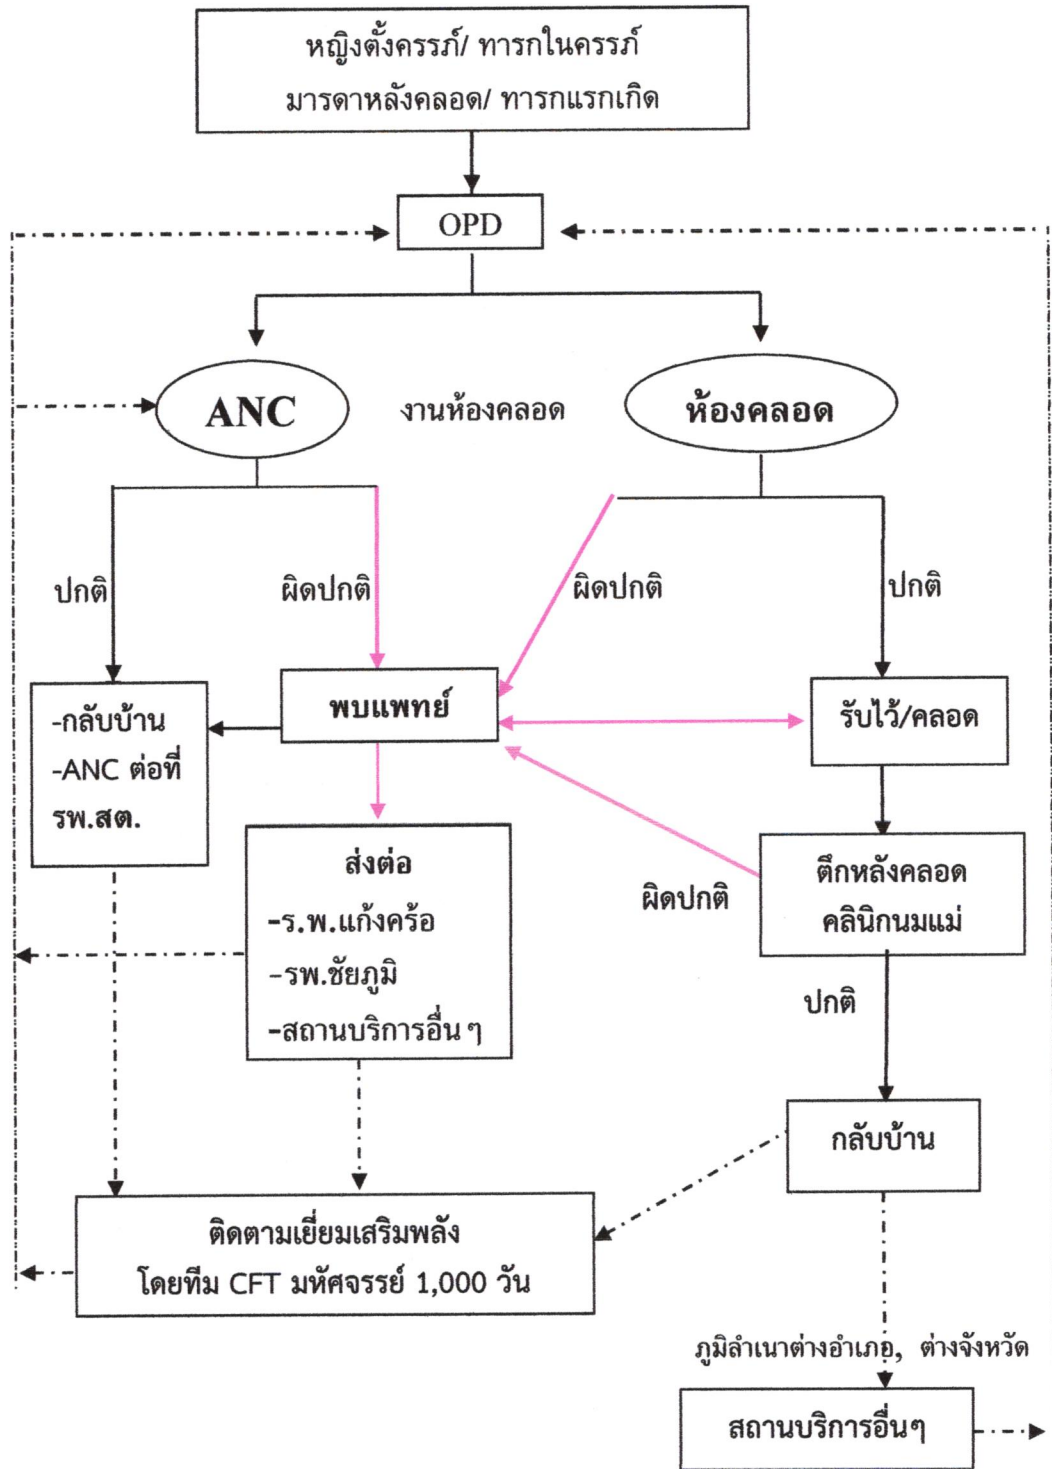 หญิงตั้งครรภ์/ ทารกในครรภ์
มารดาหลังคลอด/ ทารกแรกเกิด
OPD
ANC
งานห้องคลอด
ห้องคลอด
ปกติ
ผิดปกติ
ผิดปกติ
ปกติ
-กลับบ้าน
-ANC ต่อที่
รพ.สต.
พบแพทย์
รับไว้/คลอด
ส่งต่อ
-ร.พ.แก้งคร้อ
-รพ.ชัยภูมิ
-สถานบริการอื่น ๆ
ผิดปกติ
ตึกหลังคลอด
คลินิกนมแม่
ปกติ
กลับบ้าน
ติดตามเยี่ยมเสริมพลัง
โดยทีม CFT มหัศจรรย์ 1,000 วัน
ภูมิลำเนาต่างอำเภอ, ต่างจังหวัด
สถานบริการอื่นๆ